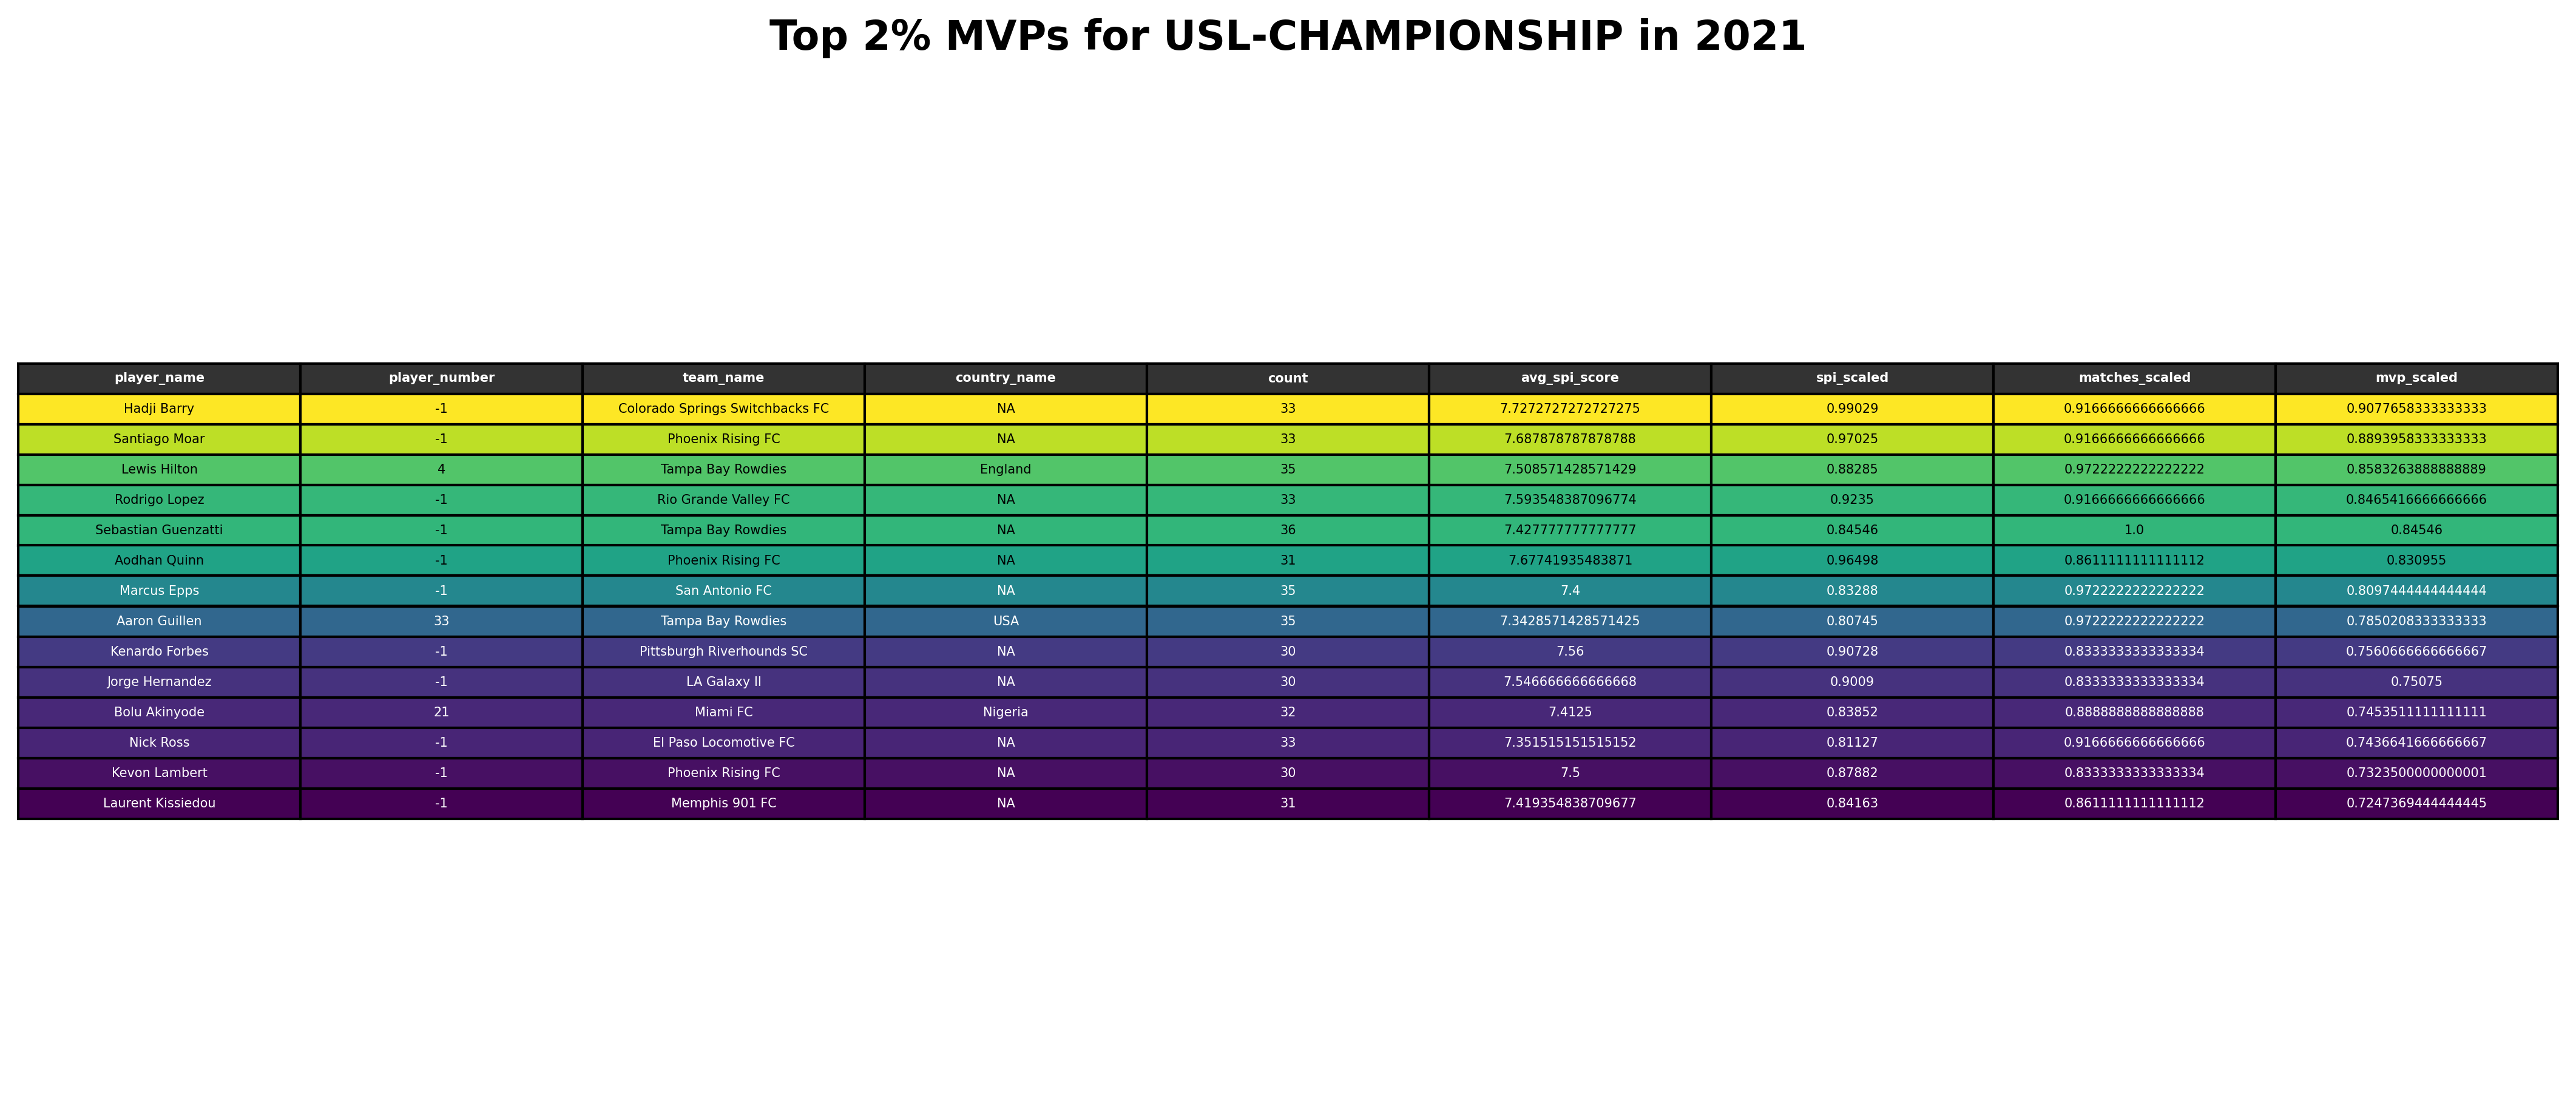 Top 2% MVPs for USL-CHAMPIONSHIP in 2021
player_name player_number team_name country_name count avg_spi_score spi_scaled matches_scaled mvp_scaled
Hadji Barry -1 Colorado Springs Switchbacks FC NA 33 7.7272727272727275 0.99029 0.9166666666666666 0.9077658333333333
Santiago Moar -1 Phoenix Rising FC NA 33 7.687878787878788 0.97025 0.9166666666666666 0.8893958333333333
Lewis Hilton 4 Tampa Bay Rowdies England 35 7.508571428571429 0.88285 0.9722222222222222 0.8583263888888889
Rodrigo Lopez -1 Rio Grande Valley FC NA 33 7.593548387096774 0.9235 0.9166666666666666 0.8465416666666666
Sebastian Guenzatti -1 Tampa Bay Rowdies NA 36 7.427777777777777 0.84546 1.0 0.84546
Aodhan Quinn -1 Phoenix Rising FC NA 31 7.67741935483871 0.96498 0.8611111111111112 0.830955
Marcus Epps -1 San Antonio FC NA 35 7.4 0.83288 0.9722222222222222 0.8097444444444444
Aaron Guillen 33 Tampa Bay Rowdies USA 35 7.3428571428571425 0.80745 0.9722222222222222 0.7850208333333333
Kenardo Forbes -1 Pittsburgh Riverhounds SC NA 30 7.56 0.90728 0.8333333333333334 0.7560666666666667
Jorge Hernandez -1 LA Galaxy II NA 30 7.546666666666668 0.9009 0.8333333333333334 0.75075
Bolu Akinyode 21 Miami FC Nigeria 32 7.4125 0.83852 0.8888888888888888 0.7453511111111111
Nick Ross -1 El Paso Locomotive FC NA 33 7.351515151515152 0.81127 0.9166666666666666 0.7436641666666667
Kevon Lambert -1 Phoenix Rising FC NA 30 7.5 0.87882 0.8333333333333334 0.7323500000000001
Laurent Kissiedou -1 Memphis 901 FC NA 31 7.419354838709677 0.84163 0.8611111111111112 0.7247369444444445